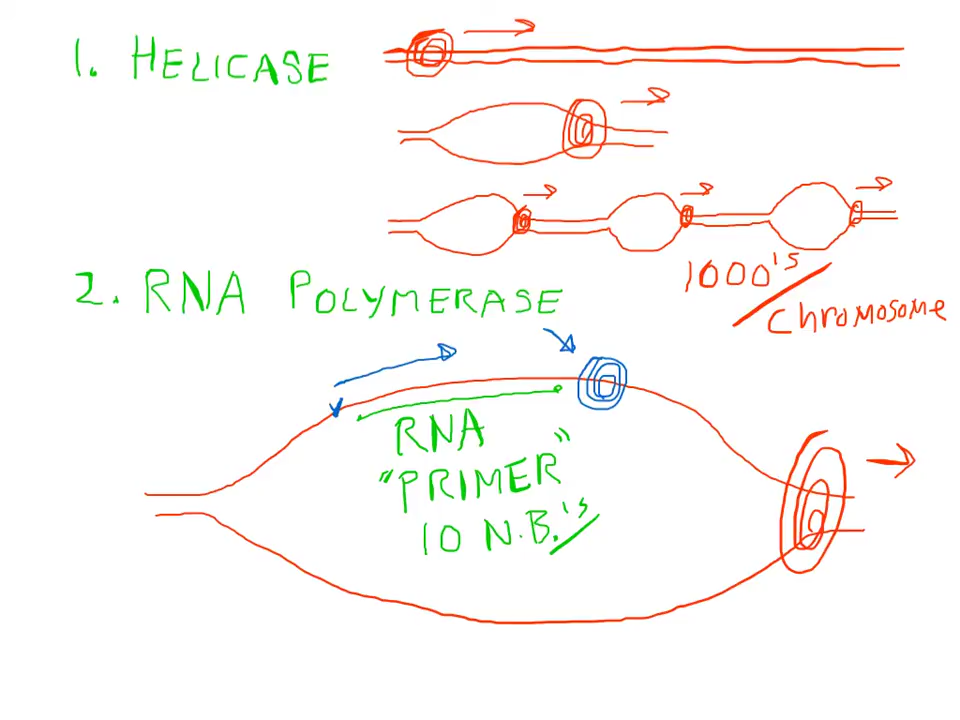 1. HELICASE
1000's / Chromosome
2. RNA POLYMERASE
RNA
"PRIMER"
10 N.B.'s